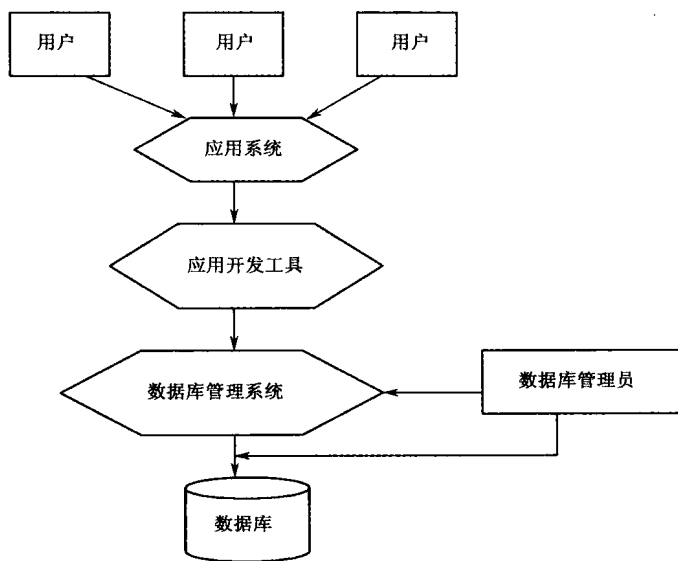 用户
用户
用户
应用系统
应用开发工具
数据库管理系统
数据库管理员
数据库